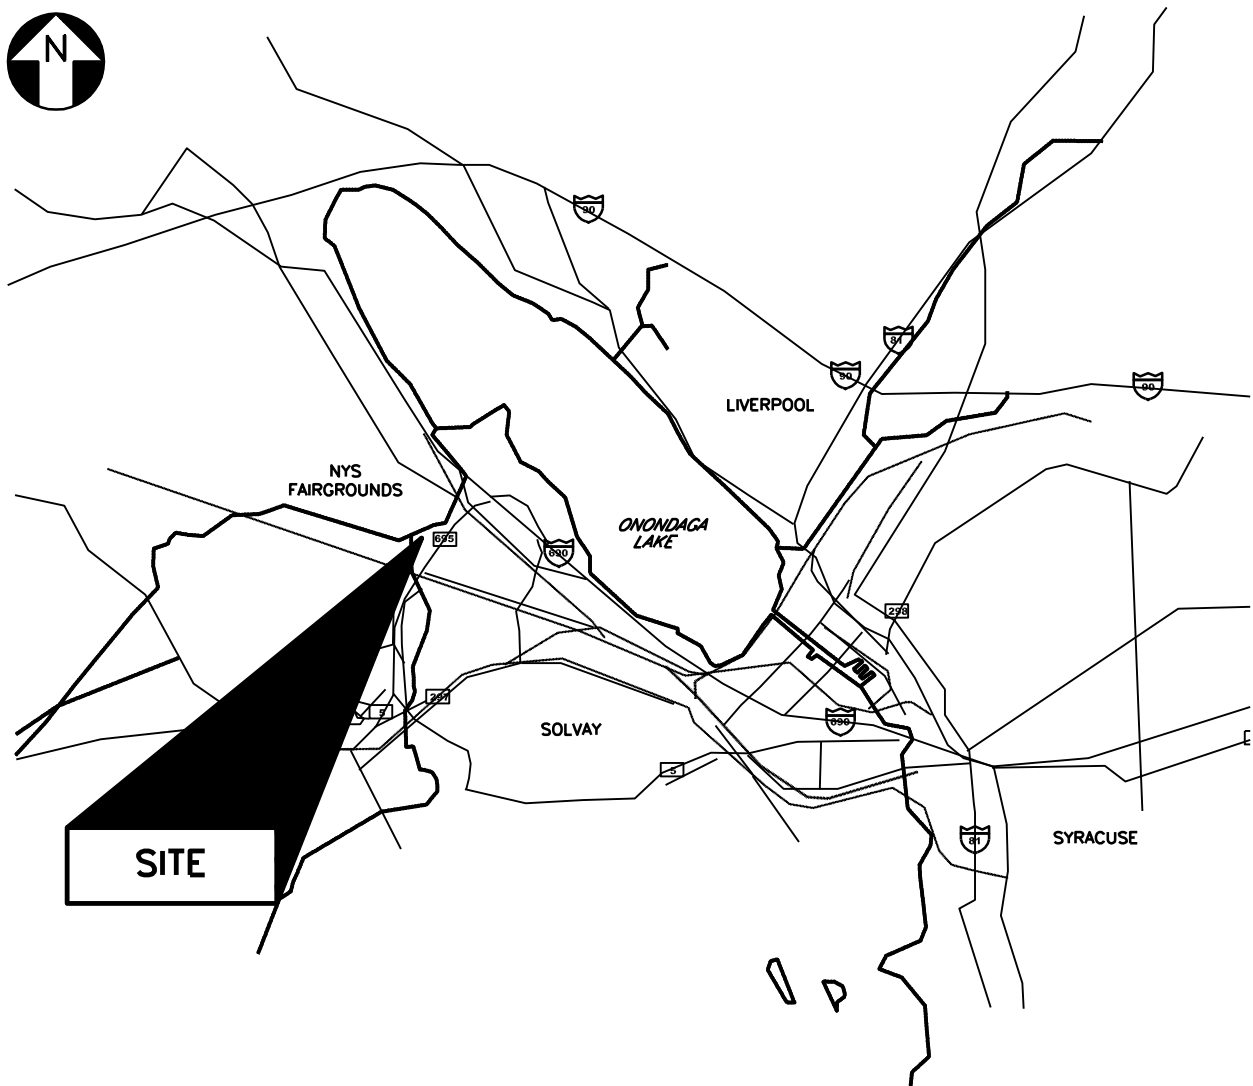 N
90
81
90
90
LIVERPOOL
NYS
FAIRGROUNDS
ONONDAGA
LAKE
695
690
298
297
5
SOLVAY
690
5
SYRACUSE
81
SITE